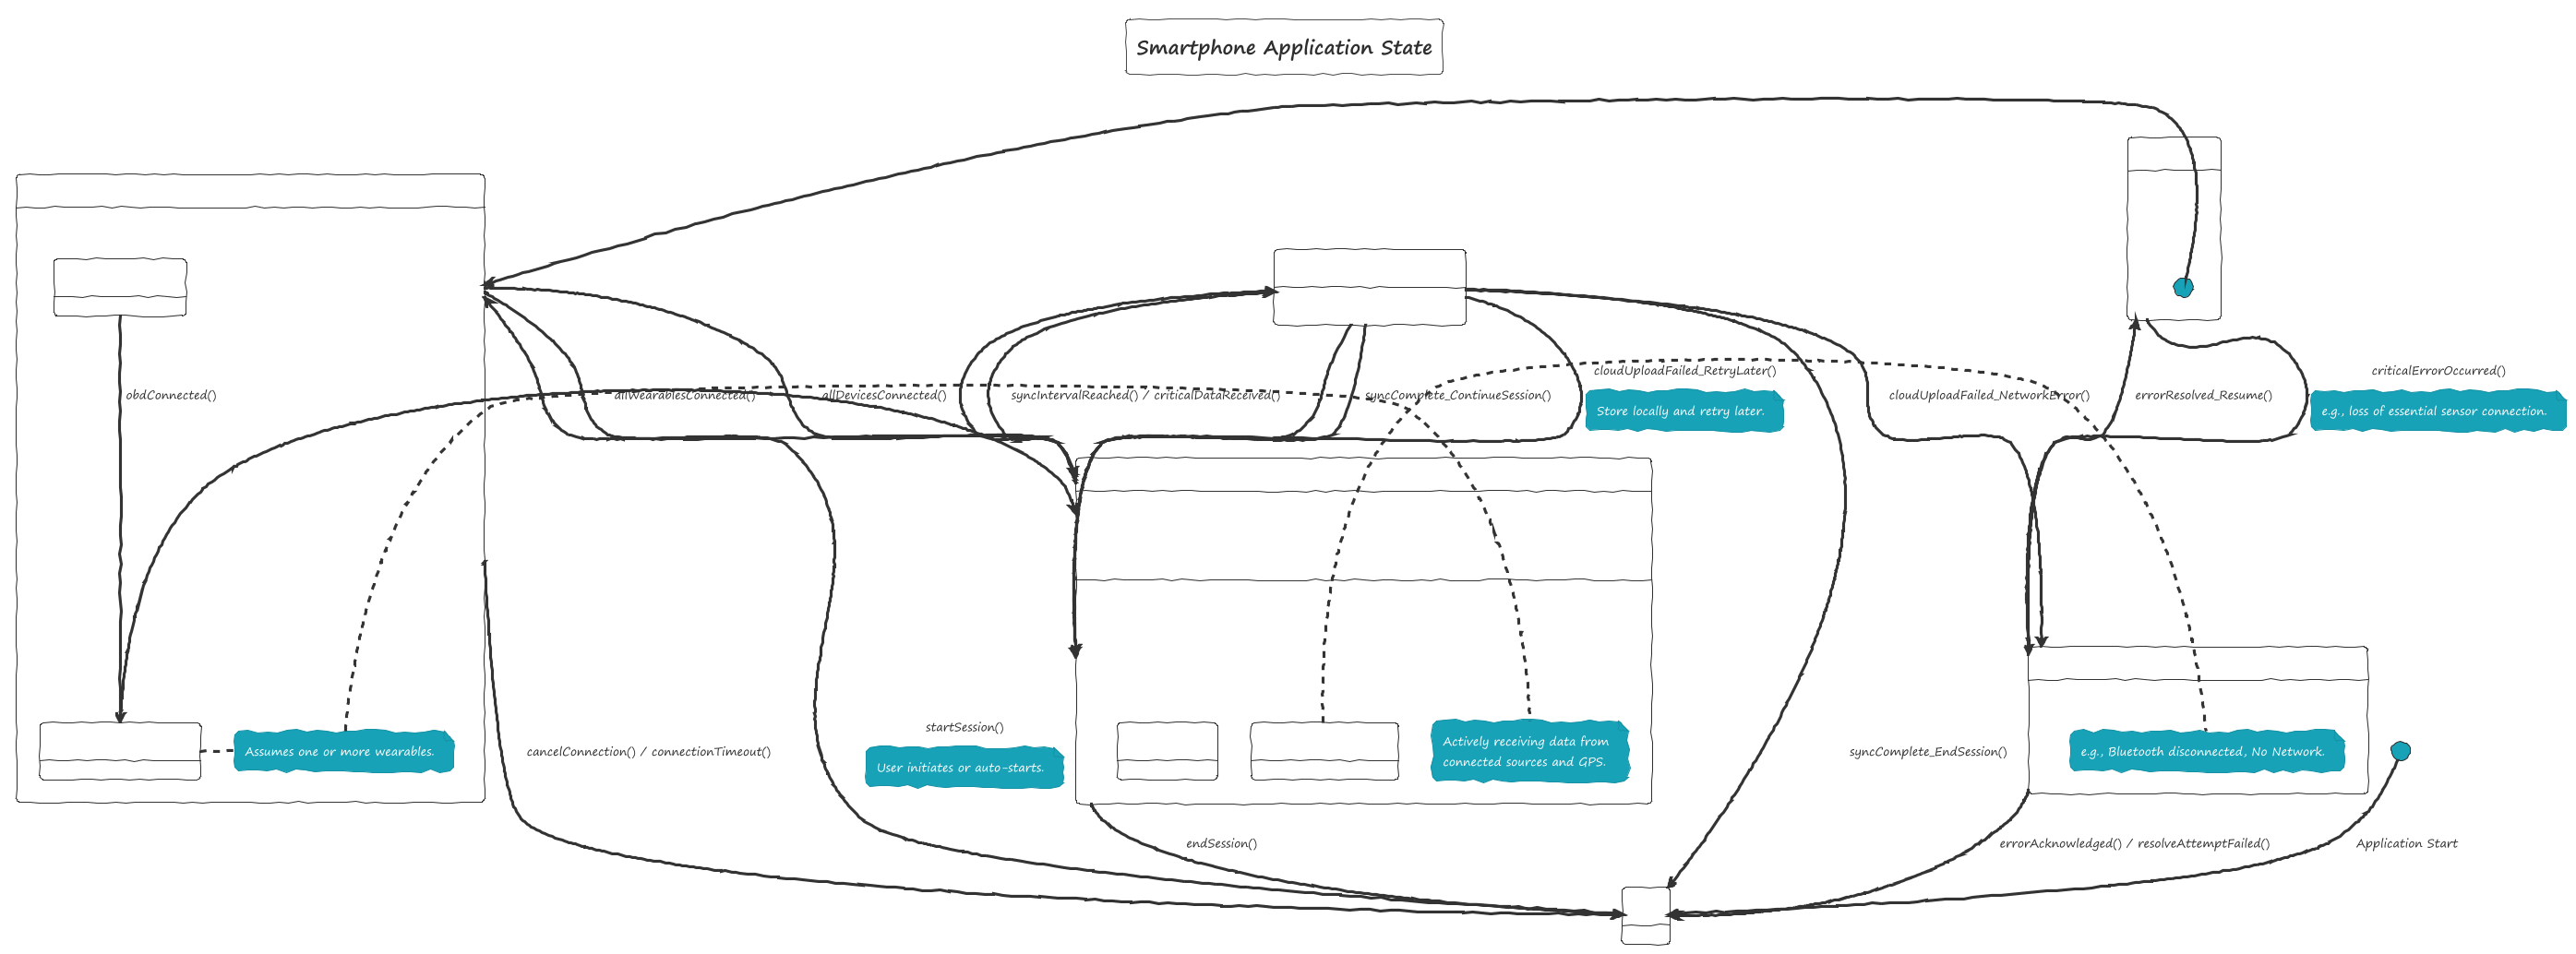 Smartphone Application State
cloudUploadFailed_RetryLater()
criticalErrorOccurred()
obdConnected()
allWearablesConnected()
allDevicesConnected()
syncIntervalReached() / criticalDataReceived()
syncComplete_ContinueSession()
Store locally and retry later.
cloudUploadFailed_NetworkError()
errorResolved_Resume()
e.g., loss of essential sensor connection.
Assumes one or more wearables.
cancelConnection() / connectionTimeout()
startSession()
User initiates or auto-starts.
Actively receiving data from
connected sources and GPS.
syncComplete_EndSession()
e.g., Bluetooth disconnected, No Network.
endSession()
errorAcknowledged() / resolveAttemptFailed()
Application Start